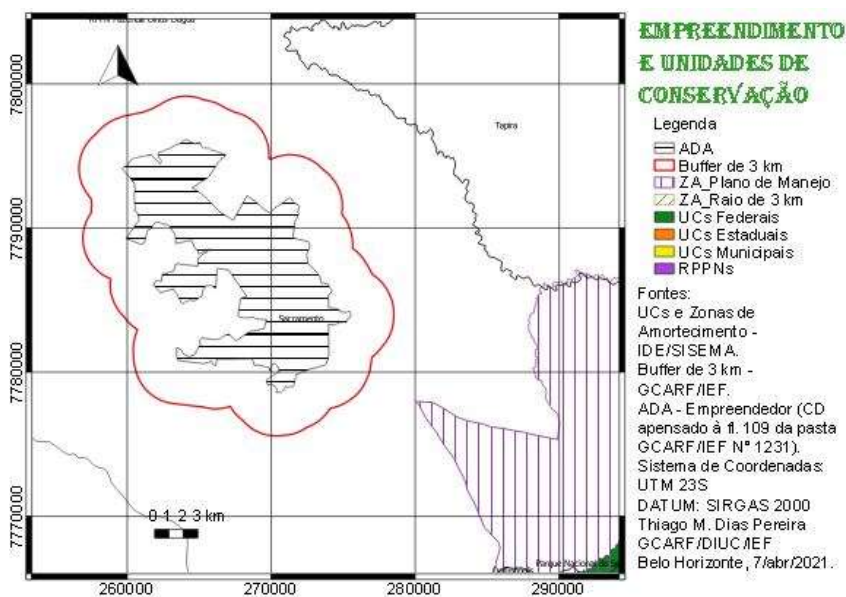 7800000
7790000
7780000
7770000
260000
270000
280000
290000
Tapira
Sacramento
0 1 2 3 km
Parque Nacional da
EMPREENDIMENTO
E UNIDADES DE
CONSERVAÇÃO
Legenda
ADA
Buffer de 3 km
ZA_Plano de Manejo
ZA_Raio de 3 km
UCs Federais
UCs Estaduais
UCs Municipais
RPPNs
Fontes:
UCs e Zonas de
Amortecimento -
IDE/SISEMA.
Buffer de 3 km -
GCARF/IEF.
ADA - Empreendedor (CD
apensado à fl. 109 da pasta
GCARF/IEF Nº 1231).
Sistema de Coordenadas:
UTM 23S
DATUM: SIRGAS 2000
Thiago M. Dias Pereira
GCARF/DIUC/IEF
Belo Horizonte, 7/abr/2021.